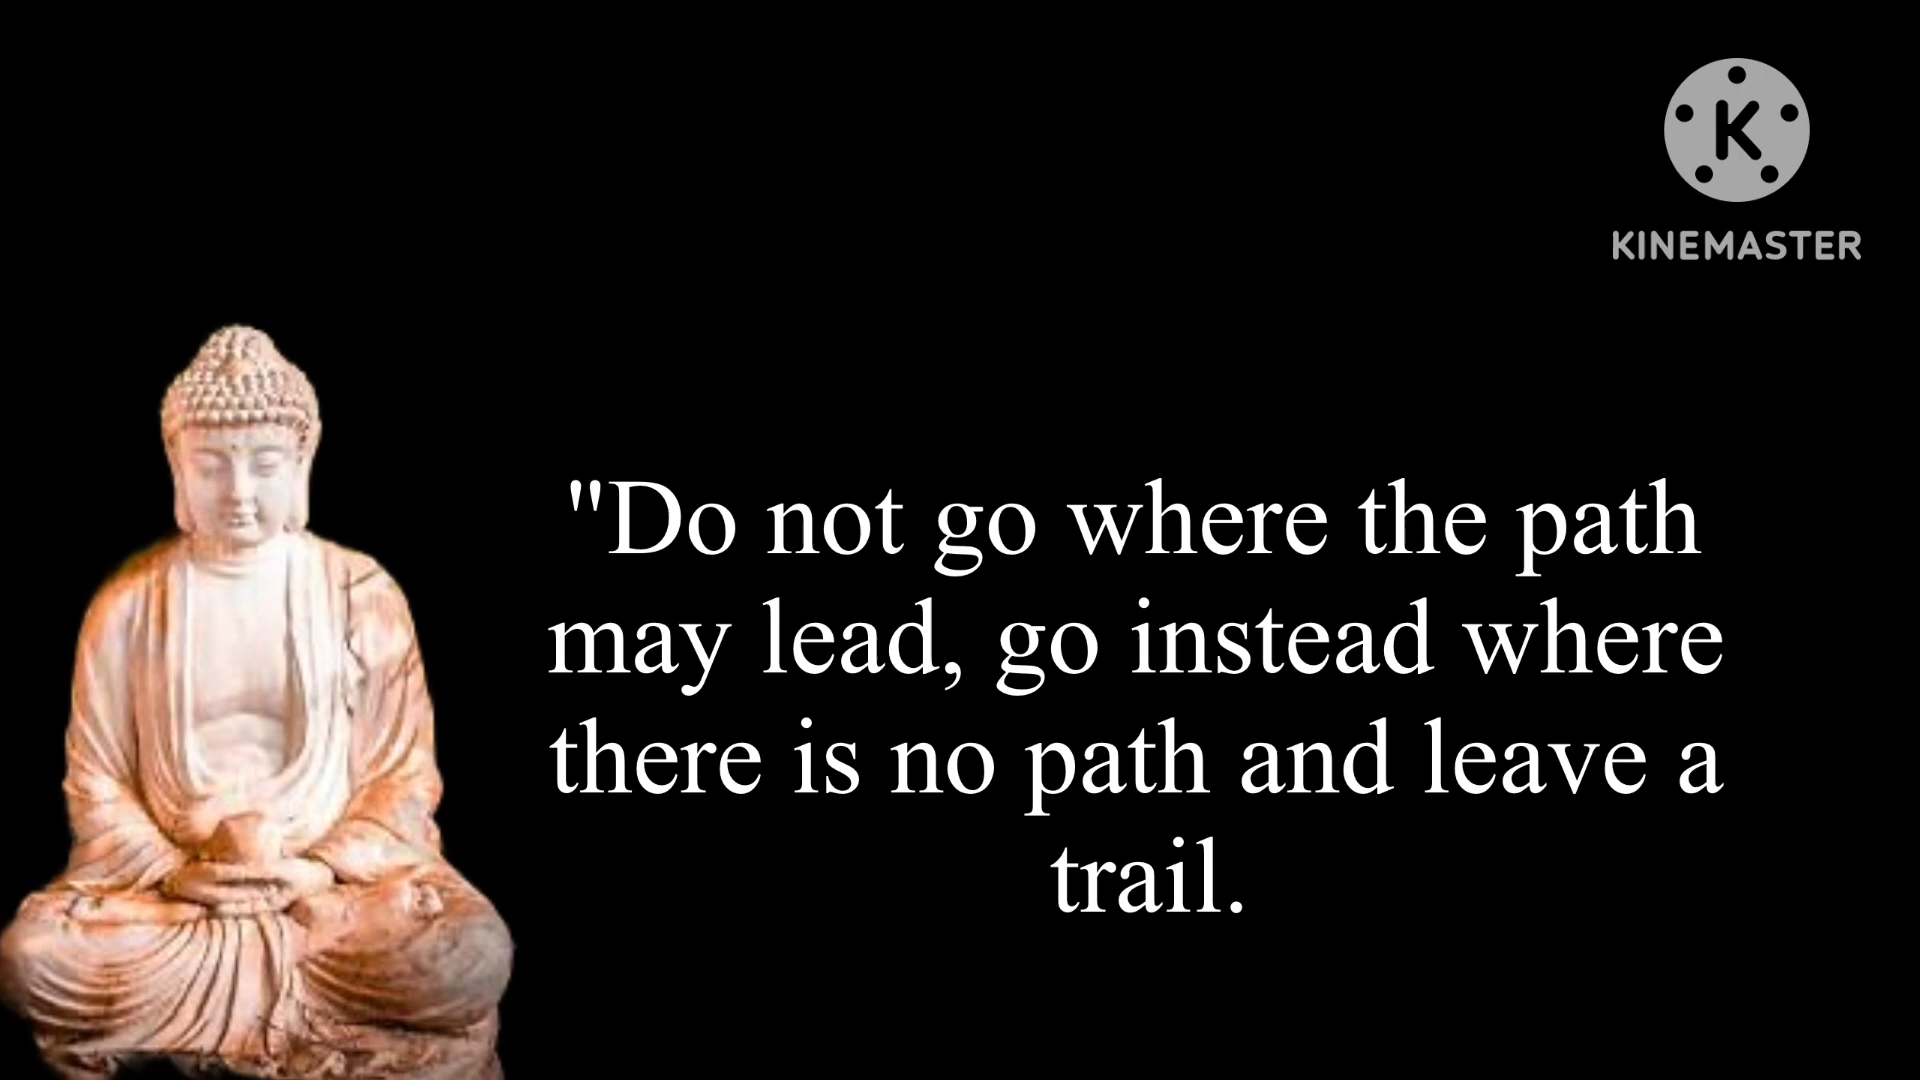 K
KINEMASTER
"Do not go where the path
may lead, go instead where
there is no path and leave a
trail.